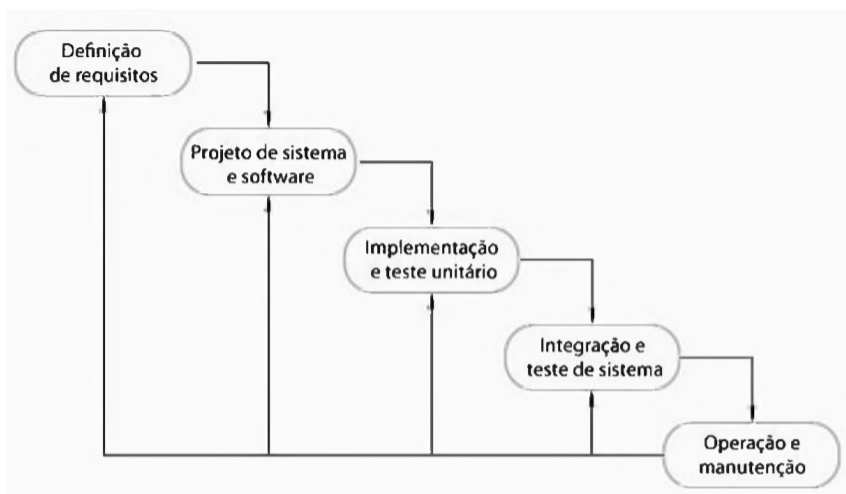 Definição
de requisitos
Projeto de sistema
e software
Implementação
e teste unitário
Integração e
teste de sistema
Operação e
manutenção